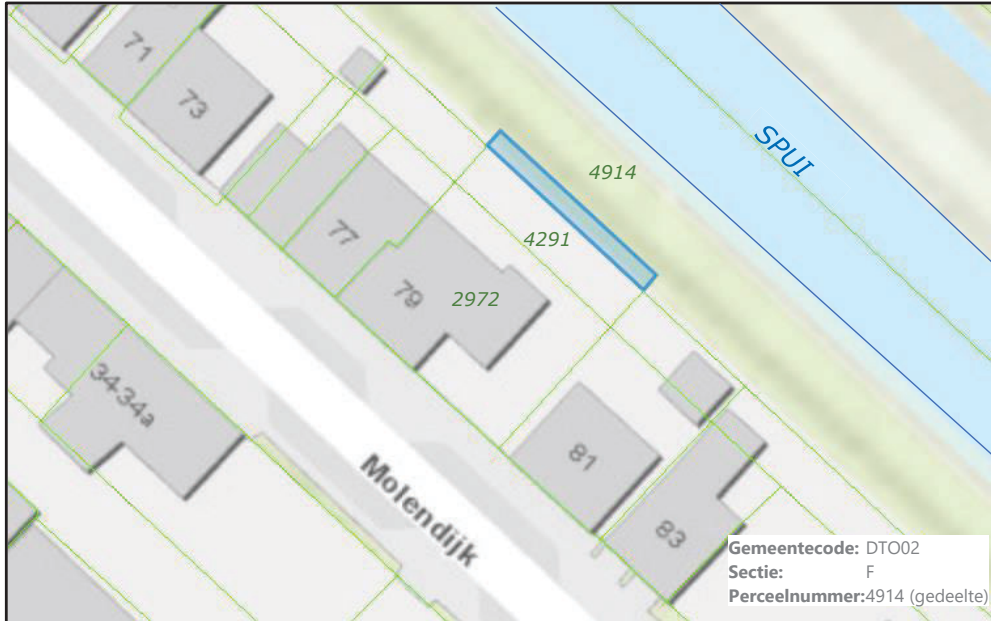 71
73
SPUI
4914
4291
77
79
2972
34-34a
81
Molendijk
83
Gemeentecode: DTO02
Sectie: F
Perceelnummer:4914 (gedeelte)